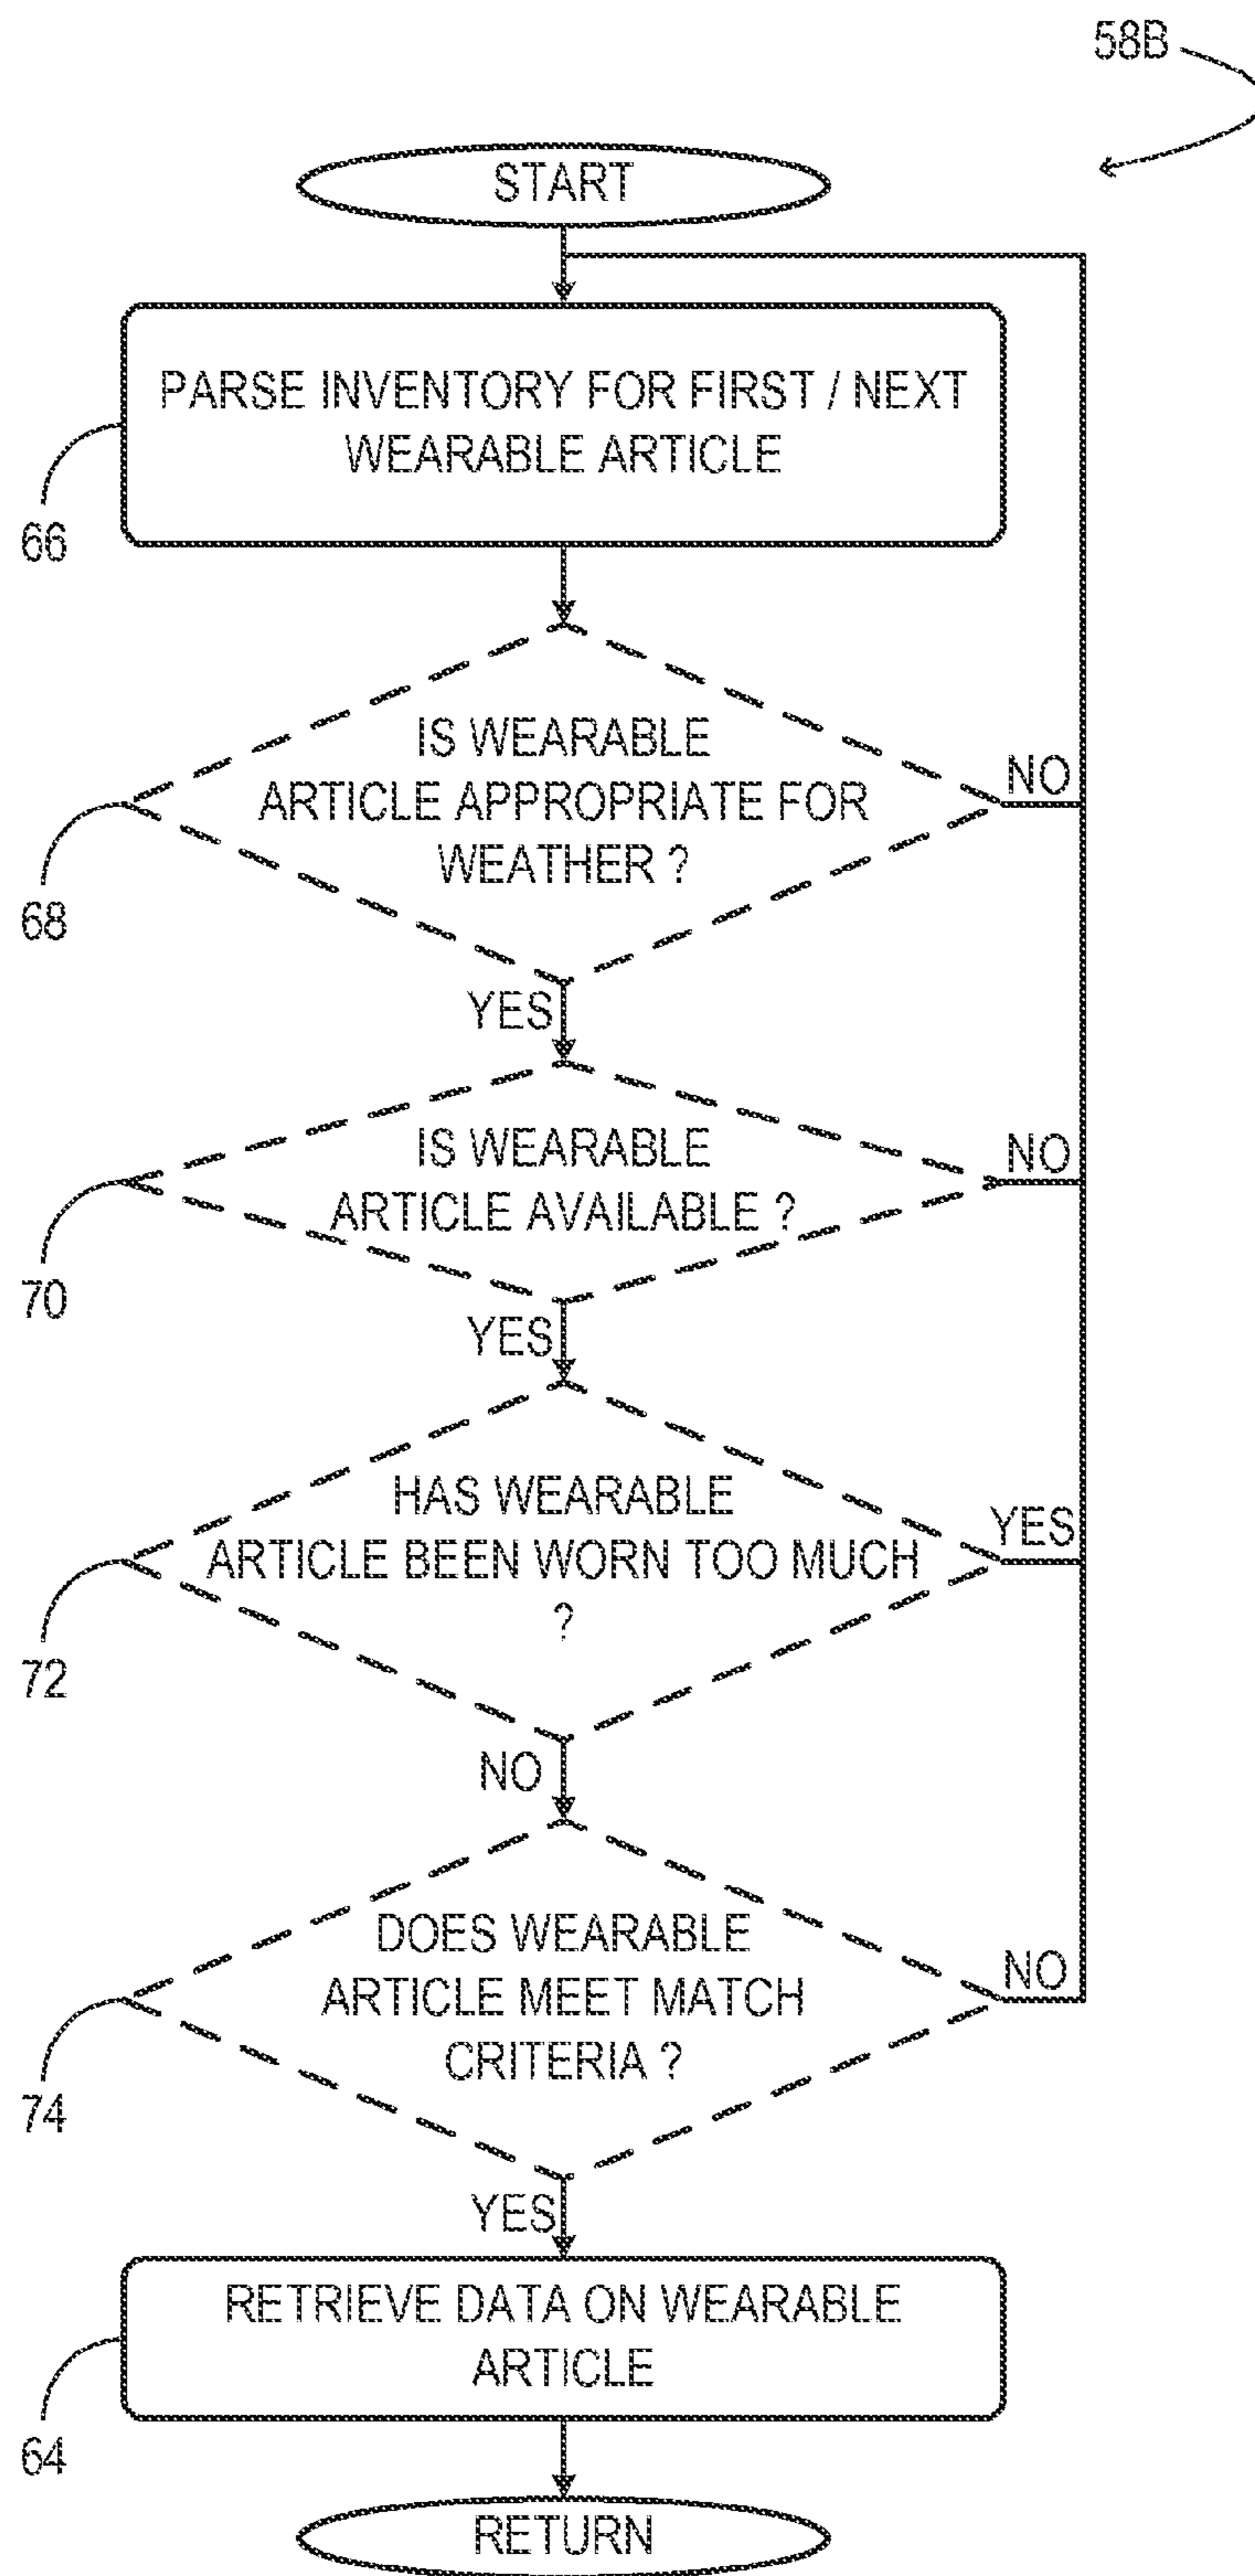 58B
START
PARSE INVENTORY FOR FIRST / NEXT
WEARABLE ARTICLE
66
IS WEARABLE
ARTICLE APPROPRIATE FOR
WEATHER ?
NO
68
YES
IS WEARABLE
ARTICLE AVAILABLE ?
NO
70
YES
HAS WEARABLE
ARTICLE BEEN WORN TOO MUCH
?
YES
72
NO
DOES WEARABLE
ARTICLE MEET MATCH
CRITERIA ?
NO
74
YES
RETRIEVE DATA ON WEARABLE
ARTICLE
64
RETURN